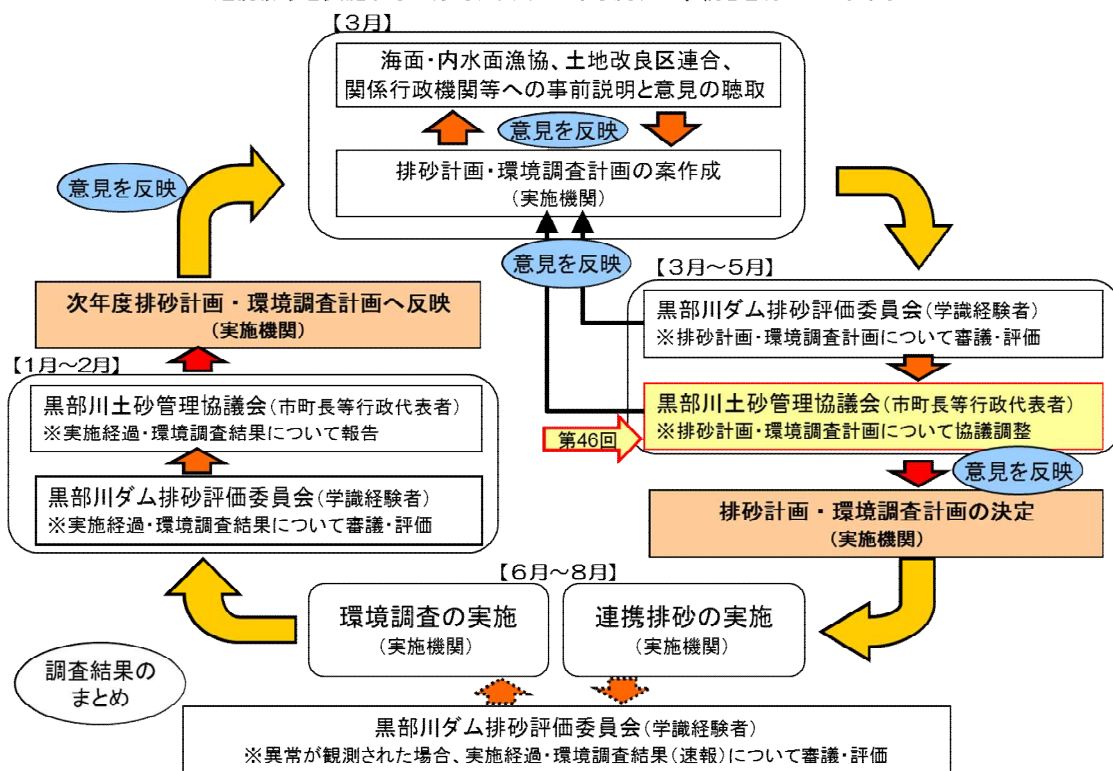 【3月】
海面・内水面漁協、土地改良区連合、
関係行政機関等への事前説明と意見の聴取
意見を反映
排砂計画・環境調査計画の案作成
(実施機関)
意見を反映
意見を反映
【3月～5月】
黒部川ダム排砂評価委員会(学識経験者)
※排砂計画・環境調査計画について審議・評価
黒部川土砂管理協議会(市町長等行政代表者)
※排砂計画・環境調査計画について協議調整
第46回
意見を反映
排砂計画・環境調査計画の決定
(実施機関)
【6月～8月】
連携排砂の実施
(実施機関)
環境調査の実施
(実施機関)
黒部川ダム排砂評価委員会(学識経験者)
※異常が観測された場合、実施経過・環境調査結果(速報)について審議・評価
調査結果の
まとめ
【1月～2月】
黒部川土砂管理協議会(市町長等行政代表者)
※実施経過・環境調査結果について報告
黒部川ダム排砂評価委員会(学識経験者)
※実施経過・環境調査結果について審議・評価
次年度排砂計画・環境調査計画へ反映
(実施機関)